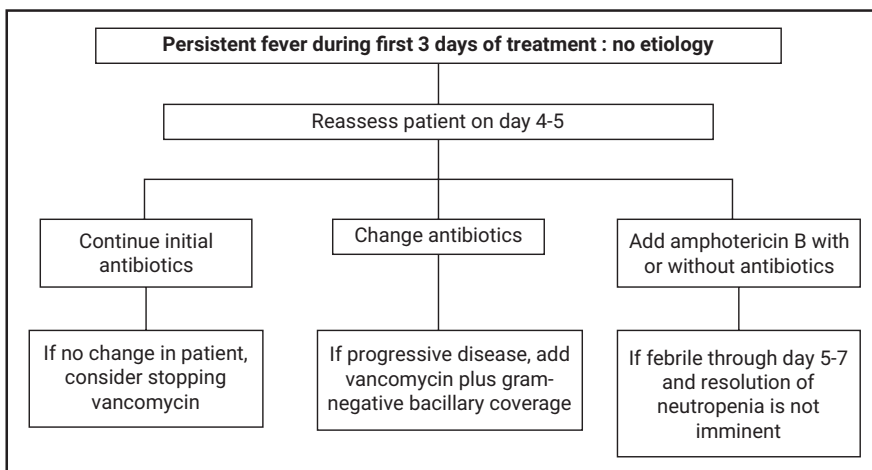 Persistent fever during first 3 days of treatment : no etiology
Reassess patient on day 4-5
Continue initial
antibiotics
Change antibiotics
Add amphotericin B with
or without antibiotics
If no change in patient,
consider stopping
vancomycin
If progressive disease, add
vancomycin plus gram-
negative bacillary coverage
If febrile through day 5-7
and resolution of
neutropenia is not
imminent